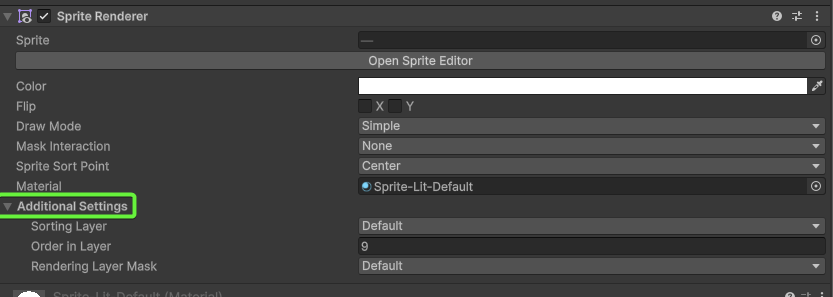 Sprite Renderer
Sprite —
Open Sprite Editor
Color
Flip X Y
Draw Mode Simple
Mask Interaction None
Sprite Sort Point Center
Material Sprite-Lit-Default
Additional Settings
Sorting Layer Default
Order in Layer 9
Rendering Layer Mask Default
Sprite-Lit-Default (Material)